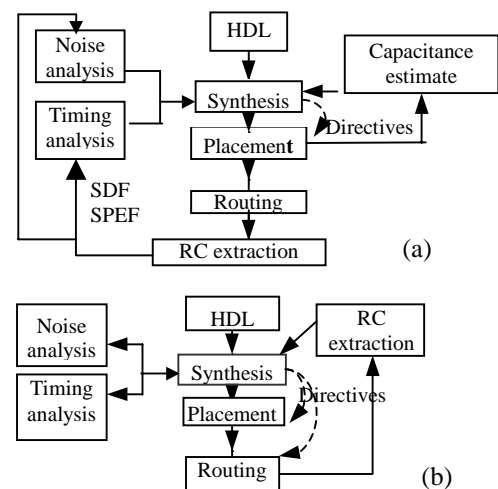 HDL
Noise
analysis
Capacitance
estimate
Synthesis
Timing
analysis
Directives
Placement
SDF
SPEF
Routing
RC extraction
(a)
HDL
RC
extraction
Noise
analysis
Synthesis
Timing
analysis
Directives
Placement
Routing
(b)